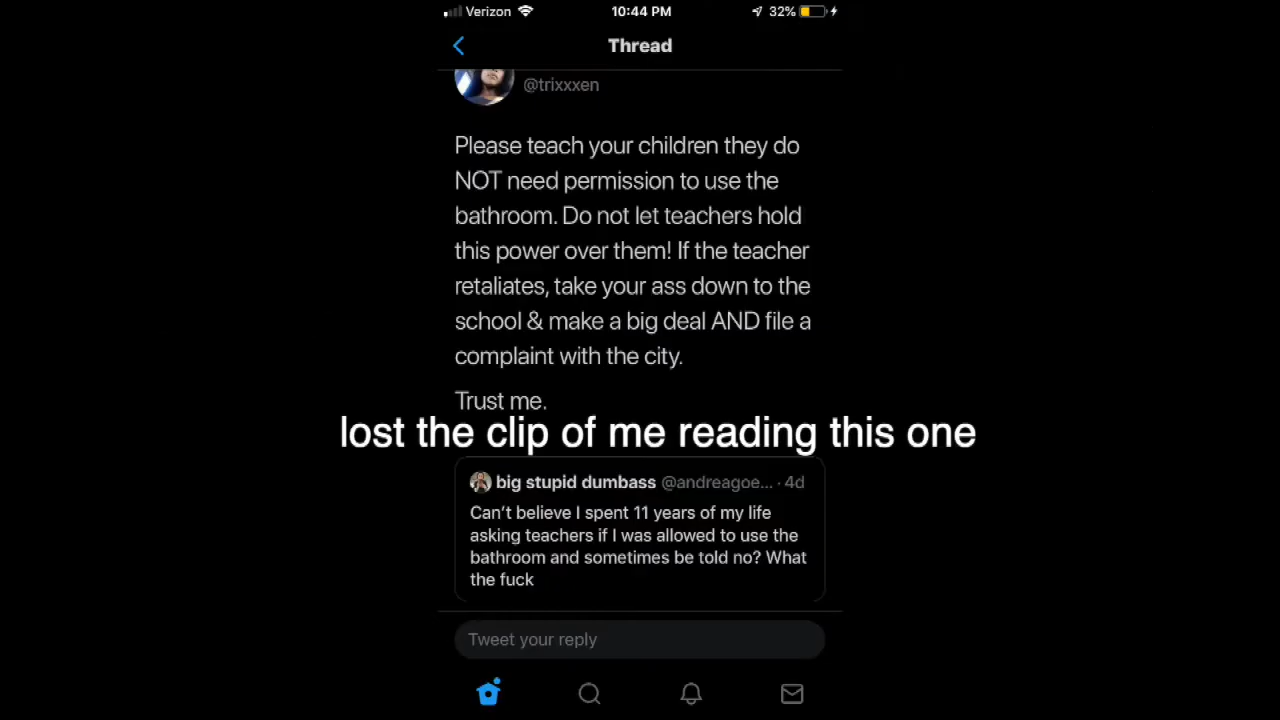 Verizon 10:44 PM 32%
Thread
@trixxxen
Please teach your children they do
NOT need permission to use the
bathroom. Do not let teachers hold
this power over them! If the teacher
retaliates, take your ass down to the
school & make a big deal AND file a
complaint with the city.
Trust me.
lost the clip of me reading this one
big stupid dumbass @andreagoe... · 4d
Can't believe I spent 11 years of my life
asking teachers if I was allowed to use the
bathroom and sometimes be told no? What
the fuck
Tweet your reply